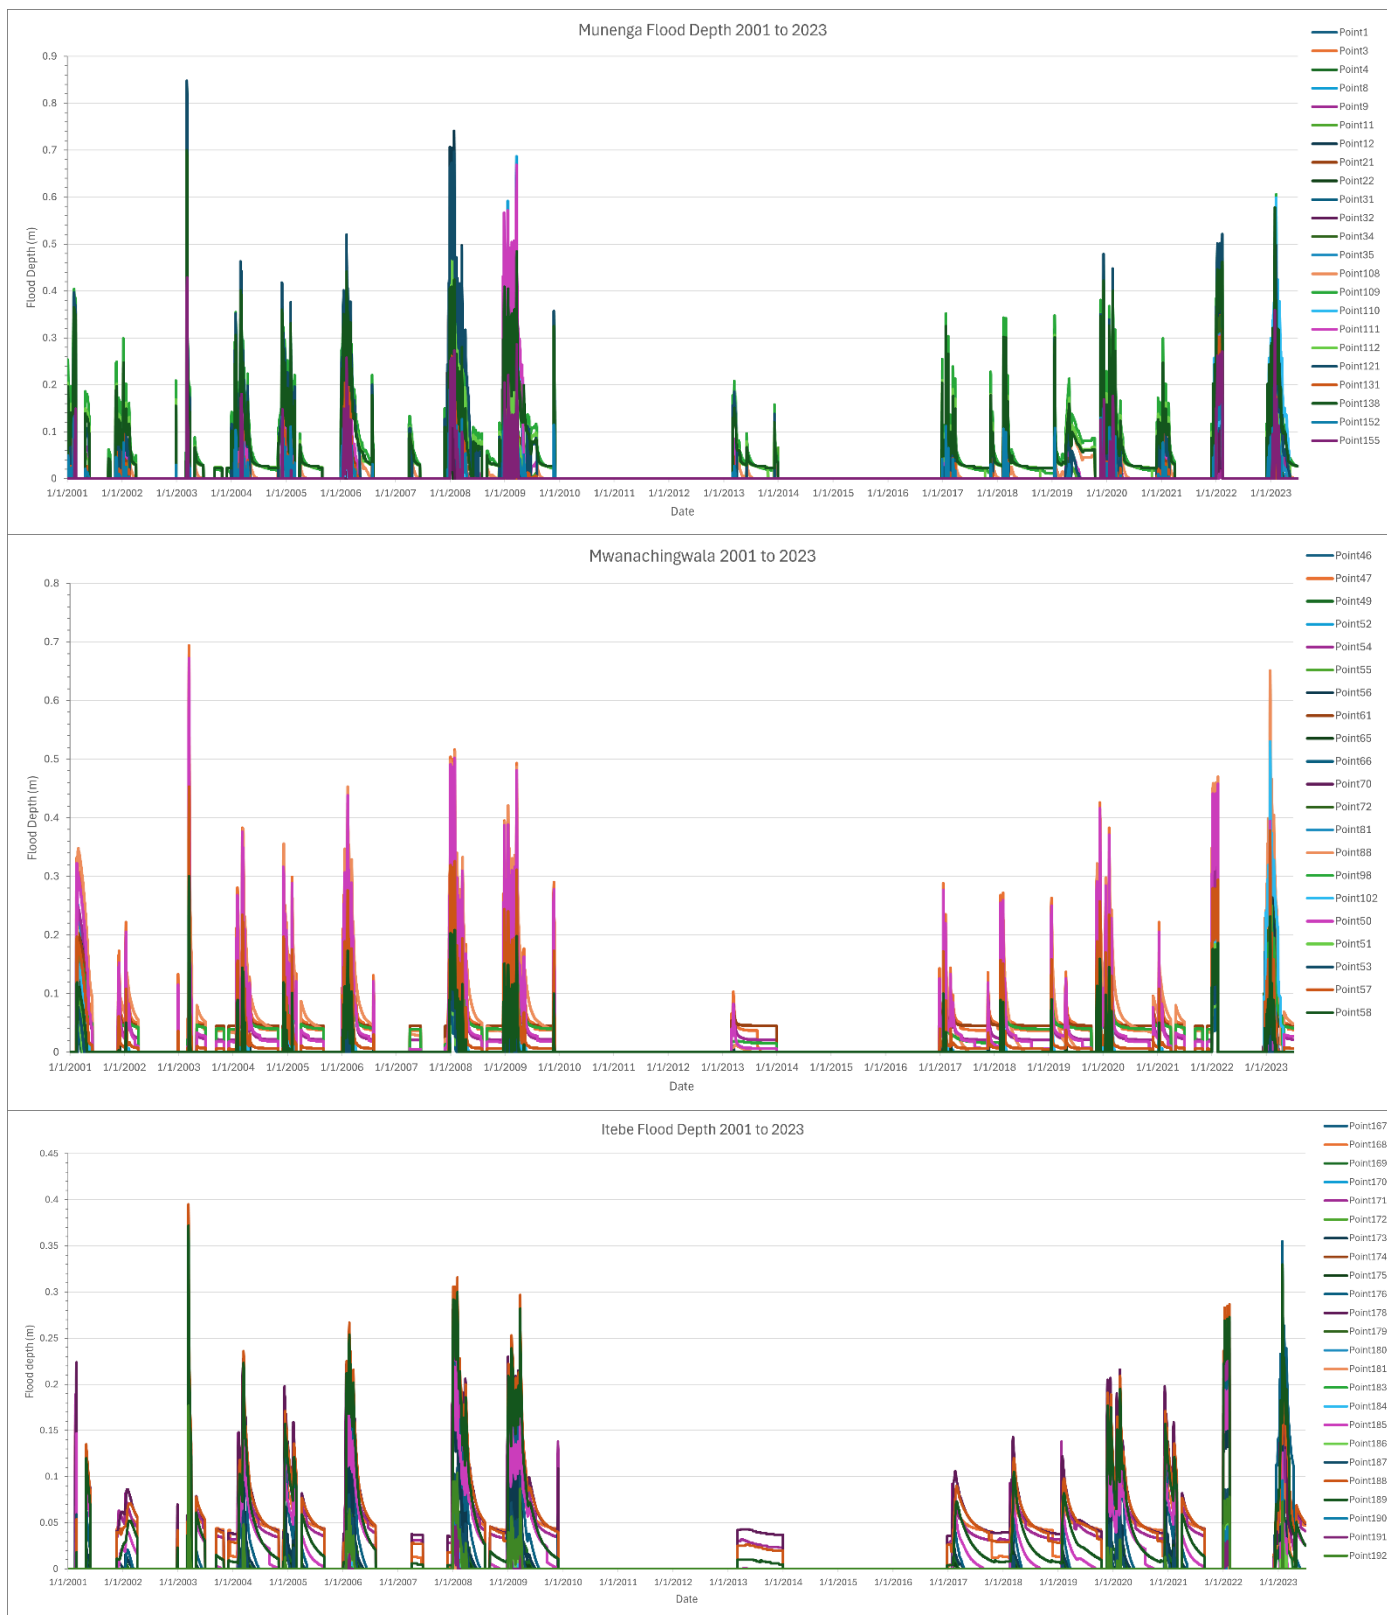 Munenga Flood Depth 2001 to 2023
Flood Depth (m)
0.9
0.8
0.7
0.6
0.5
0.4
0.3
0.2
0.1
0
1/1/2001 1/1/2002 1/1/2003 1/1/2004 1/1/2005 1/1/2006 1/1/2007 1/1/2008 1/1/2009 1/1/2010 1/1/2011 1/1/2012 1/1/2013 1/1/2014 1/1/2015 1/1/2016 1/1/2017 1/1/2018 1/1/2019 1/1/2020 1/1/2021 1/1/2022 1/1/2023
Date
Point1
Point3
Point4
Point8
Point9
Point11
Point12
Point21
Point22
Point31
Point32
Point34
Point35
Point108
Point109
Point110
Point111
Point112
Point121
Point131
Point138
Point152
Point155
Mwanachingwala 2001 to 2023
Flood Depth (m)
0.8
0.7
0.6
0.5
0.4
0.3
0.2
0.1
0
1/1/2001 1/1/2002 1/1/2003 1/1/2004 1/1/2005 1/1/2006 1/1/2007 1/1/2008 1/1/2009 1/1/2010 1/1/2011 1/1/2012 1/1/2013 1/1/2014 1/1/2015 1/1/2016 1/1/2017 1/1/2018 1/1/2019 1/1/2020 1/1/2021 1/1/2022 1/1/2023
Date
Point46
Point47
Point49
Point52
Point54
Point55
Point56
Point61
Point65
Point66
Point70
Point72
Point81
Point88
Point98
Point102
Point50
Point51
Point53
Point57
Point58
Itebe Flood Depth 2001 to 2023
Flood depth (m)
0.45
0.4
0.35
0.3
0.25
0.2
0.15
0.1
0.05
0
1/1/2001 1/1/2002 1/1/2003 1/1/2004 1/1/2005 1/1/2006 1/1/2007 1/1/2008 1/1/2009 1/1/2010 1/1/2011 1/1/2012 1/1/2013 1/1/2014 1/1/2015 1/1/2016 1/1/2017 1/1/2018 1/1/2019 1/1/2020 1/1/2021 1/1/2022 1/1/2023
Date
Point167
Point168
Point169
Point170
Point171
Point172
Point173
Point174
Point175
Point176
Point178
Point179
Point180
Point181
Point183
Point184
Point185
Point186
Point187
Point188
Point189
Point190
Point191
Point192